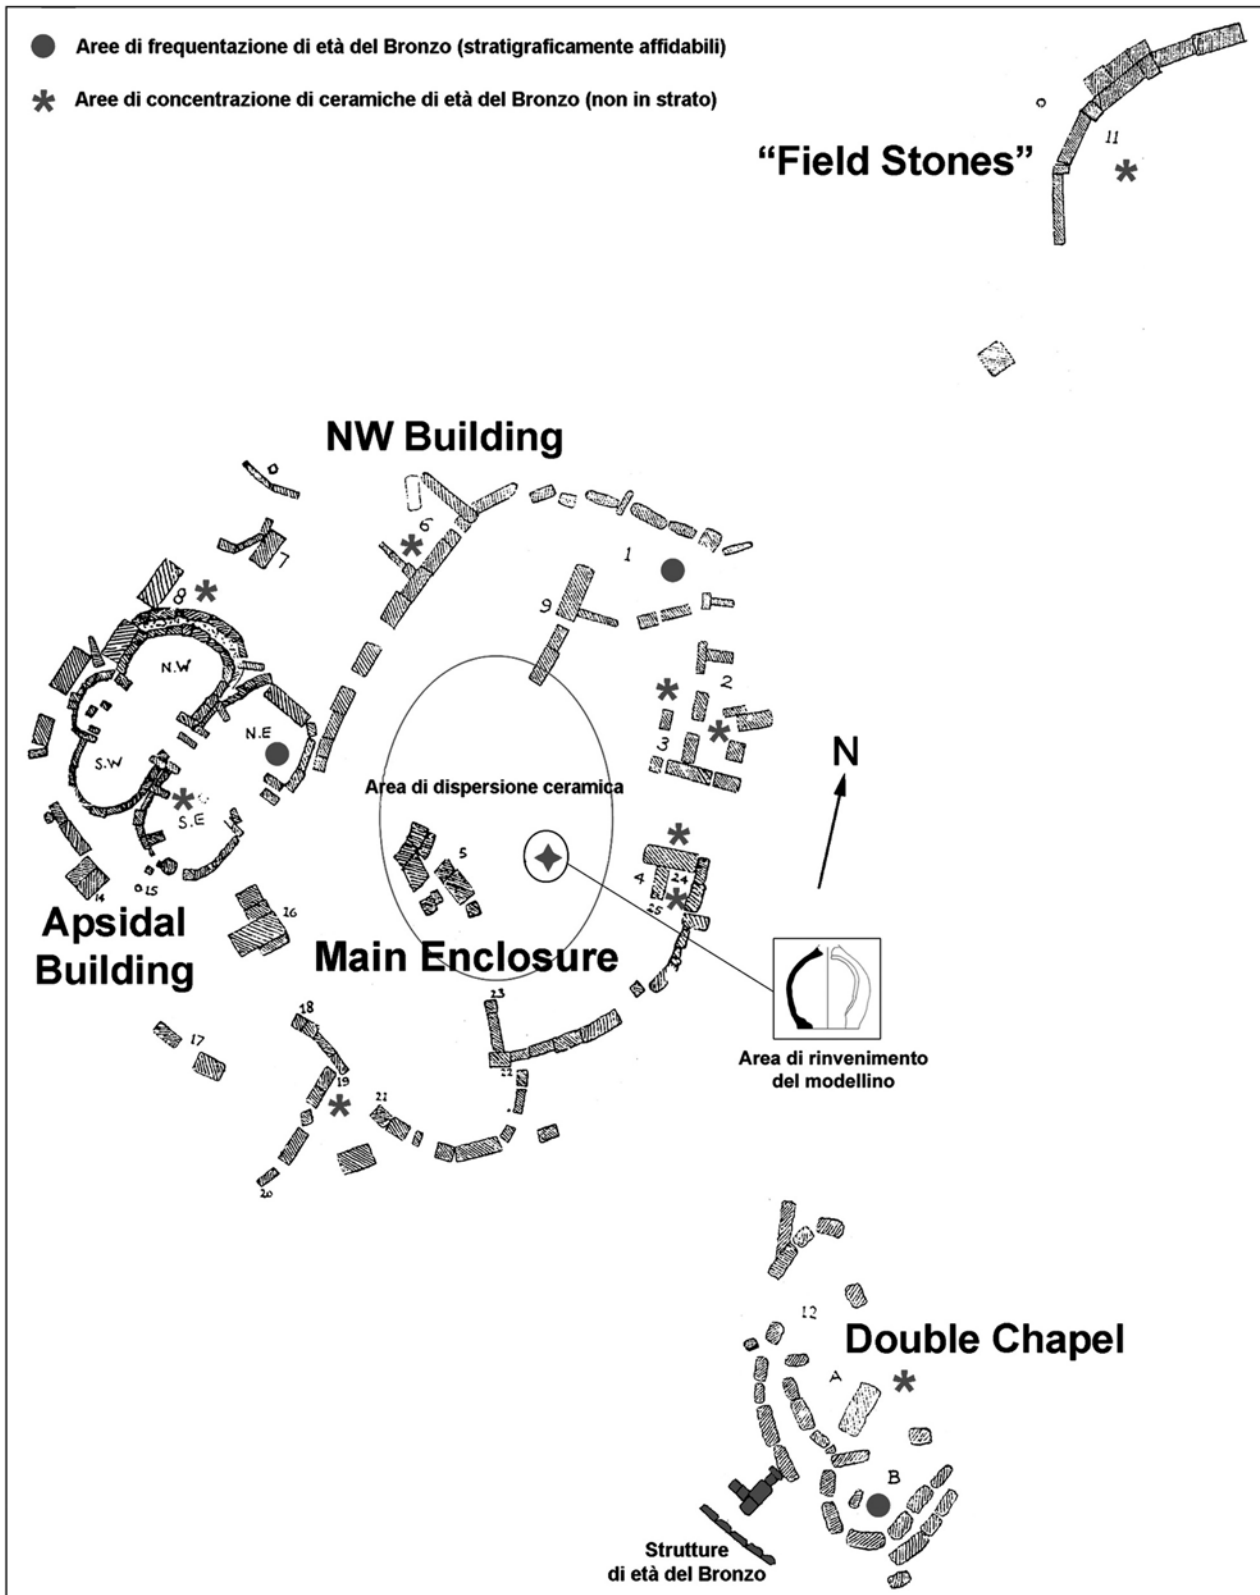 Aree di frequentazione di età del Bronzo (stratigraficamente affidabili)
Aree di concentrazione di ceramiche di età del Bronzo (non in strato)
“Field Stones”
11
NW Building
6
7
1
8
9
N.W
2
N.E
3
S.W
Area di dispersione ceramica
N
S.E
5
4
24
25
14
15
16
Apsidal
Building
Main Enclosure
23
18
17
Area di rinvenimento
del modellino
22
19
21
20
12
Double Chapel
A
B
Strutture
di età del Bronzo